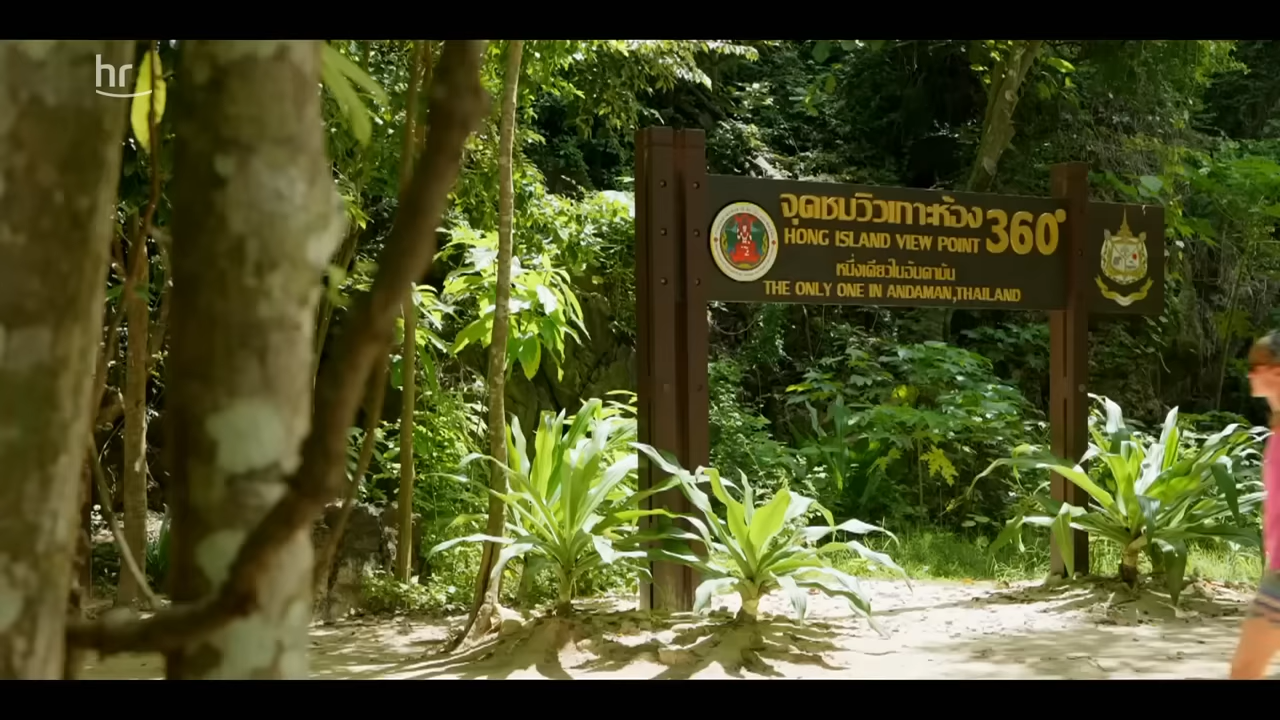 hr
จุดชมวิวเกาะห้อง 360°
HONG ISLAND VIEW POINT
หนึ่งเดียวในอันดามัน
THE ONLY ONE IN ANDAMAN,THAILAND